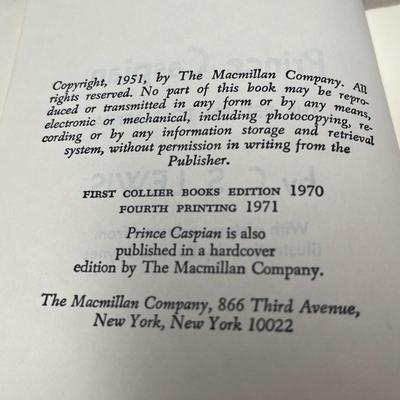 Copyright, 1951, by The Macmillan Company. All
rights reserved. No part of this book may be repro-
duced or transmitted in any form or by any means,
electronic or mechanical, including photocopying, re-
cording or by any information storage and retrieval
system, without permission in writing from the
Publisher.
FIRST COLLIER BOOKS EDITION 1970
FOURTH PRINTING 1971
Prince Caspian is also
published in a hardcover
edition by The Macmillan Company.
The Macmillan Company, 866 Third Avenue,
New York, New York 10022